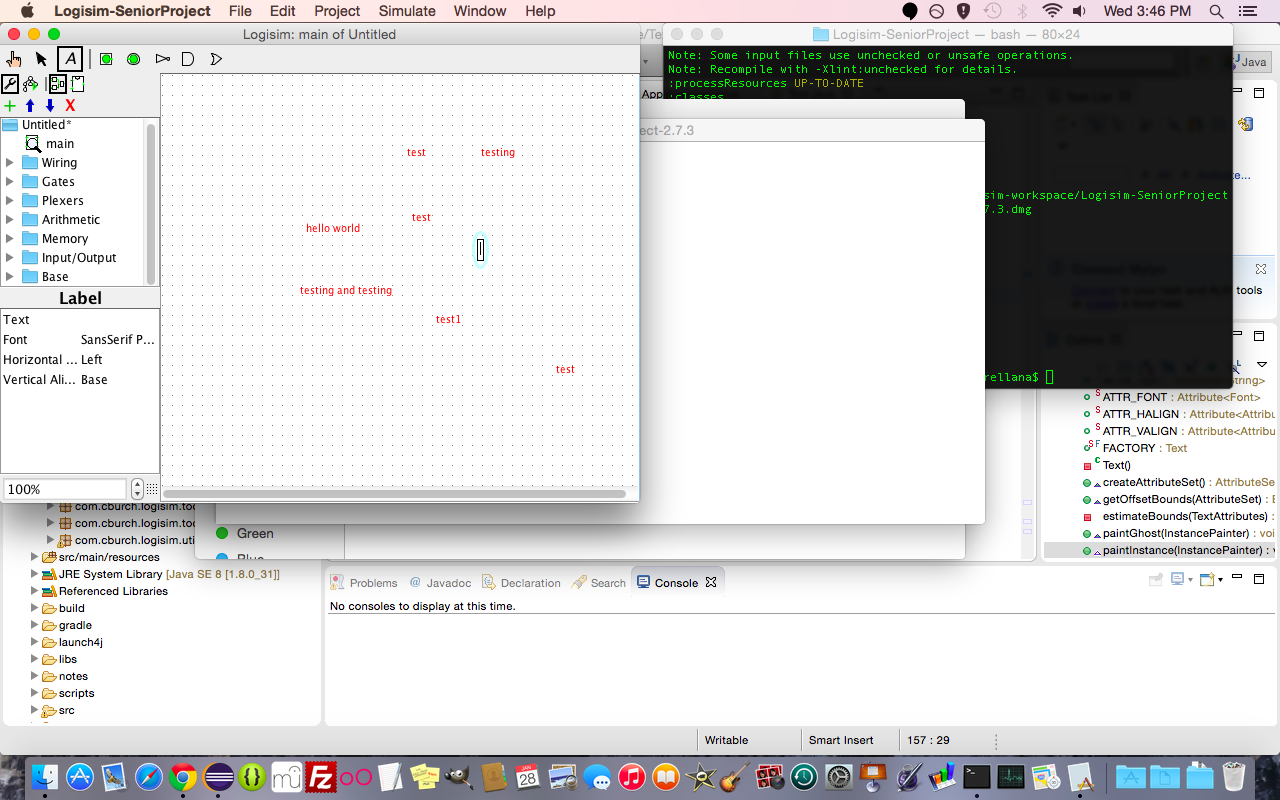 Logisim-SeniorProject File Edit Project Simulate Window Help Wed 3:46 PM
Logisim: main of Untitled
Logisim-SeniorProject — bash — 80×24
Note: Some input files use unchecked or unsafe operations.
Note: Recompile with -Xlint:unchecked for details.
:processResources UP-TO-DATE
:classes
Java
App
ect-2.7.3
A
Untitled*
main
Wiring
Gates
Plexers
Arithmetic
Memory
Input/Output
Base
test testing
test
hello world
testing and testing
test1
test
sim-workspace/Logisim-SeniorProject
7.3.dmg
rellana$
tools
Label
Text
Font SansSerif P...
Horizontal ... Left
Vertical Ali... Base
100%
ATTR_FONT : Attribute<Font>
ATTR_HALIGN : Attribute<Attribu
ATTR_VALIGN : Attribute<Attribu
FACTORY : Text
Text()
createAttributeSet() : AttributeSe
getOffsetBounds(AttributeSet) : B
estimateBounds(TextAttributes) :
paintGhost(InstancePainter) : voi
paintInstance(InstancePainter) : v
com.cburch.logisim.too
com.cburch.logisim.too
com.cburch.logisim.uti
Green
Blue
src/main/resources
JRE System Library [Java SE 8 [1.8.0_31]]
Referenced Libraries
build
gradle
launch4j
libs
notes
scripts
src
Problems @ Javadoc Declaration Search Console
No consoles to display at this time.
Writable Smart Insert 157 : 29
JAN
28